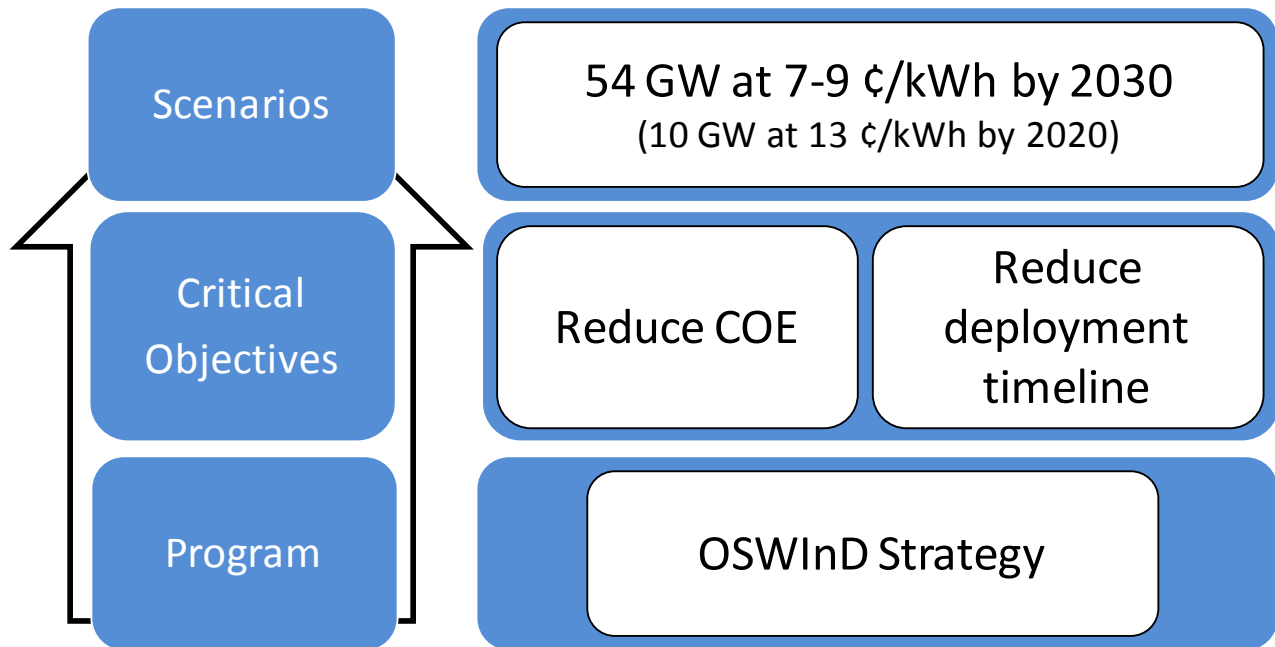 Scenarios
54 GW at 7-9 ¢/kWh by 2030
(10 GW at 13 ¢/kWh by 2020)
Critical
Objectives
Reduce COE
Reduce
deployment
timeline
Program
OSWInD Strategy